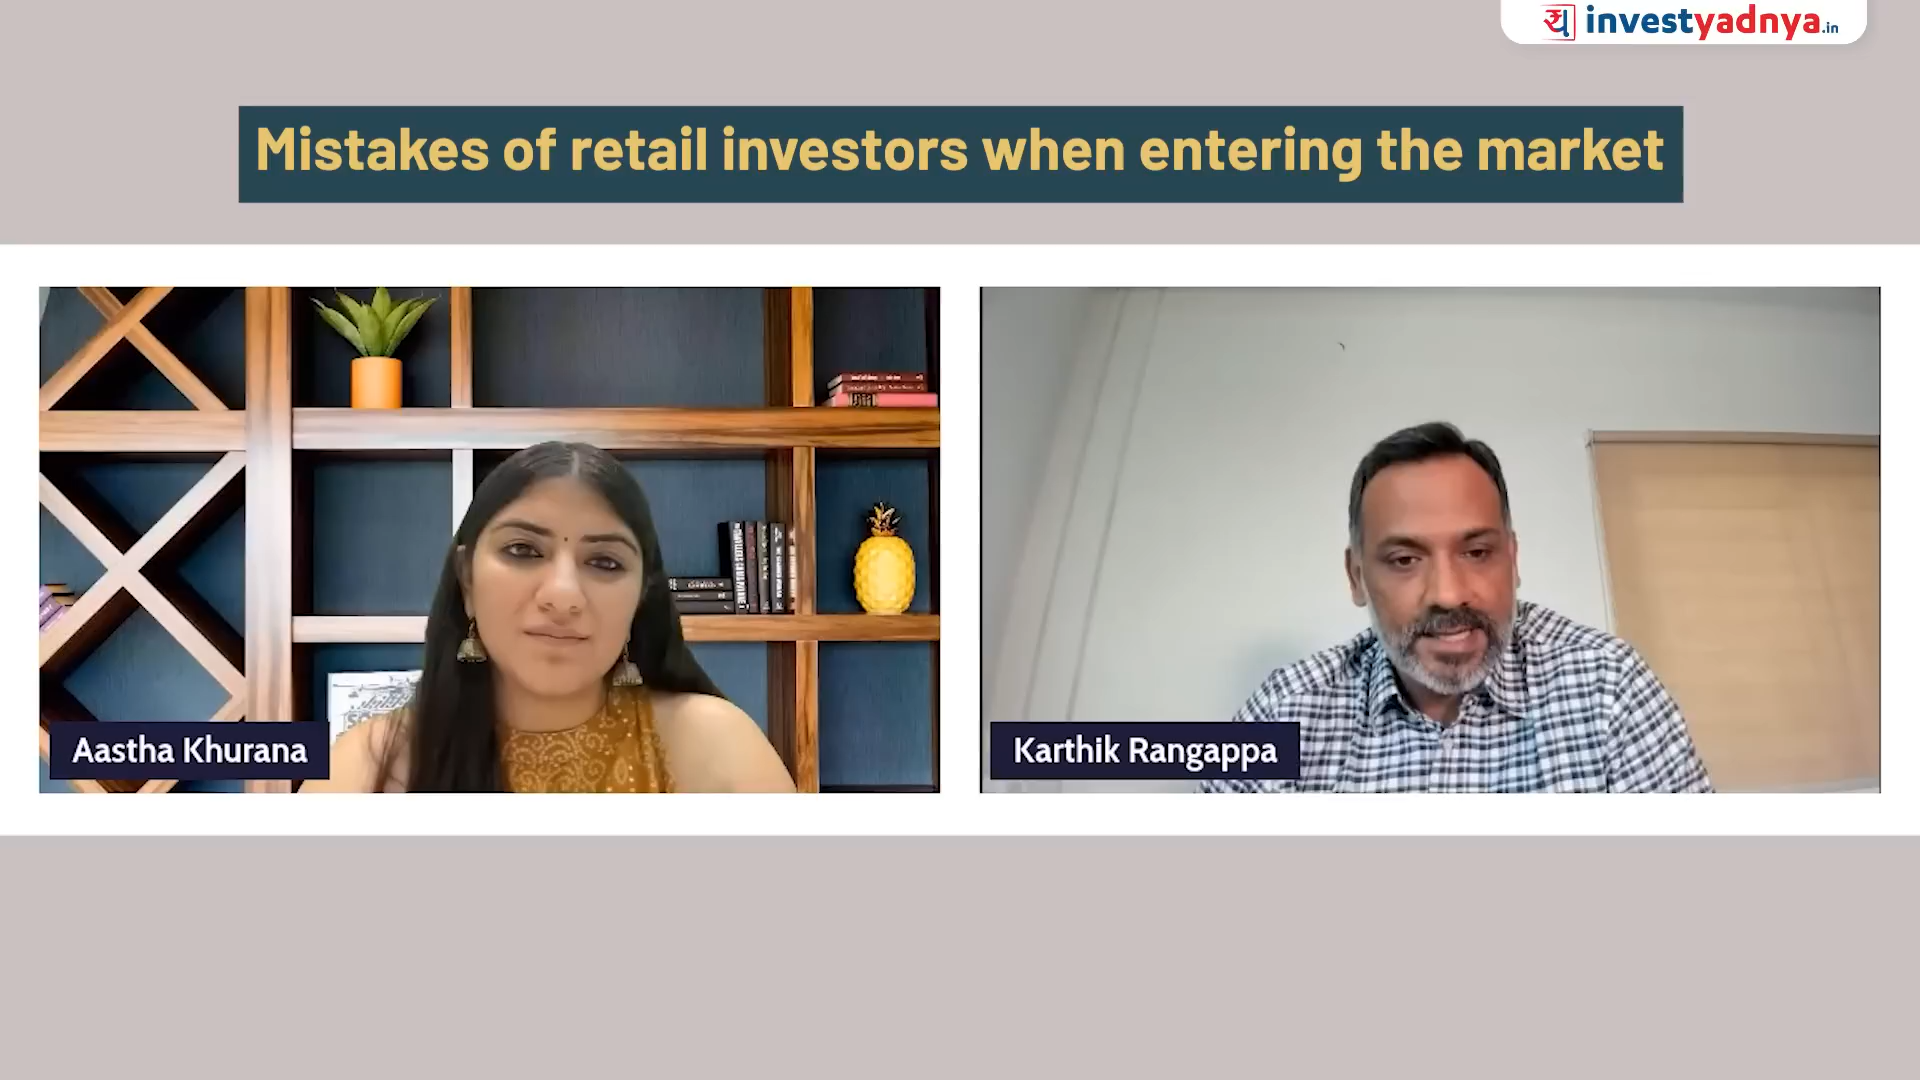 य investyadnya.in
Mistakes of retail investors when entering the market
Aastha Khurana
Karthik Rangappa